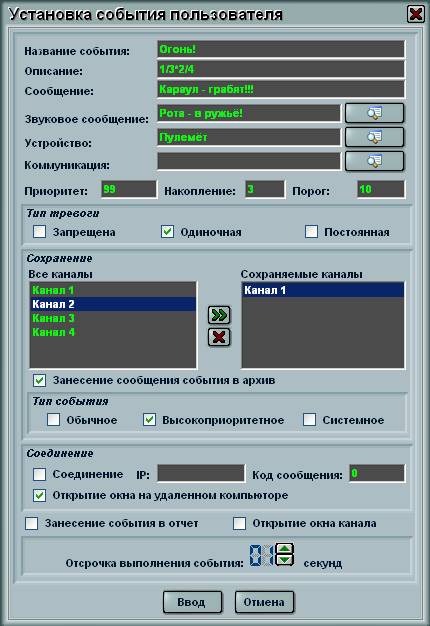 Установка события пользователя
Название события: Огонь!
Описание: 1/3*2/4
Сообщение: Караул - грабят!!!
Звуковое сообщение: Рота - в ружьё!
Устройство: Пулемёт
Коммуникация:
Приоритет: 99 Накопление: 3 Порог: 10
Тип тревоги
Запрещена Одиночная Постоянная
Сохранение
Все каналы Сохраняемые каналы
Канал 1 Канал 1
Канал 2
Канал 3
Канал 4
Занесение сообщения события в архив
Тип события
Обычное Высокоприоритетное Системное
Соединение
Соединение IP: Код сообщения: 0
Открытие окна на удаленном компьюторе
Занесение события в отчет Открытие окна канала
Отсрочка выполнения события: 01 секунд
Ввод Отмена